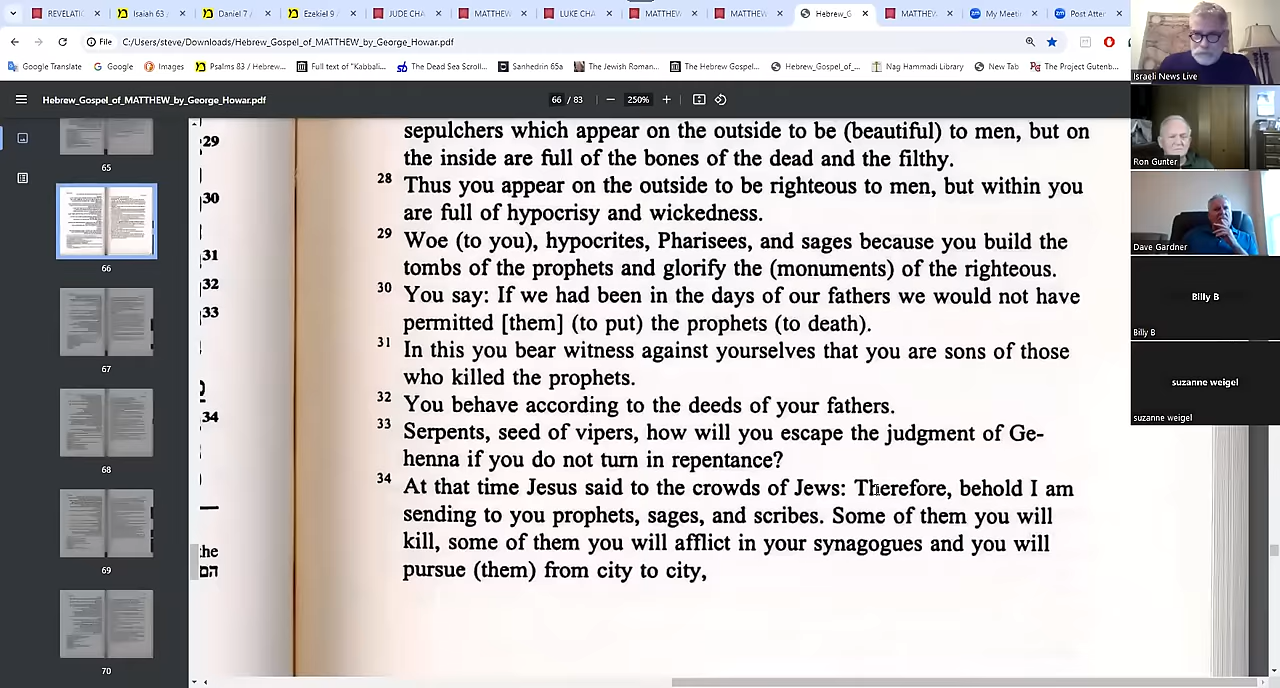 REVELATI
Isaiah 63
Daniel 7
Ezekiel 9
JUDE CHA
MATTHE
LUKE CHA
MATTHEW
MATTHEW
Hebrew_G
MATTHEW
My Meeti
Post Atter
File
C:/Users/steve/Downloads/Hebrew_Gospel_of_MATTHEW_by_George_Howar.pdf
Google Translate
Google
Images
Psalms 83 / Hebrew...
Full text of "Kabbali...
The Dead Sea Scroll...
Sanhedrin 65a
The Jewish Roman...
The Hebrew Gospel...
Hebrew_Gospel_of_...
Nag Hammadi Library
New Tab
The Project Gutenb...
Hebrew_Gospel_of_MATTHEW_by_George_Howar.pdf
66 / 83
250%
65
66
67
68
69
70
29
30
31
32
33
34
the
הם
sepulchers which appear on the outside to be (beautiful) to men, but on
the inside are full of the bones of the dead and the filthy.
28 Thus you appear on the outside to be righteous to men, but within you
are full of hypocrisy and wickedness.
29 Woe (to you), hypocrites, Pharisees, and sages because you build the
tombs of the prophets and glorify the (monuments) of the righteous.
30 You say: If we had been in the days of our fathers we would not have
permitted [them] (to put) the prophets (to death).
31 In this you bear witness against yourselves that you are sons of those
who killed the prophets.
32 You behave according to the deeds of your fathers.
33 Serpents, seed of vipers, how will you escape the judgment of Ge-
henna if you do not turn in repentance?
34 At that time Jesus said to the crowds of Jews: Therefore, behold I am
sending to you prophets, sages, and scribes. Some of them you will
kill, some of them you will afflict in your synagogues and you will
pursue (them) from city to city,
Israeli News Live
Ron Gunter
Dave Gardner
Billy B
Billy B
suzanne weigel
suzanne weigel